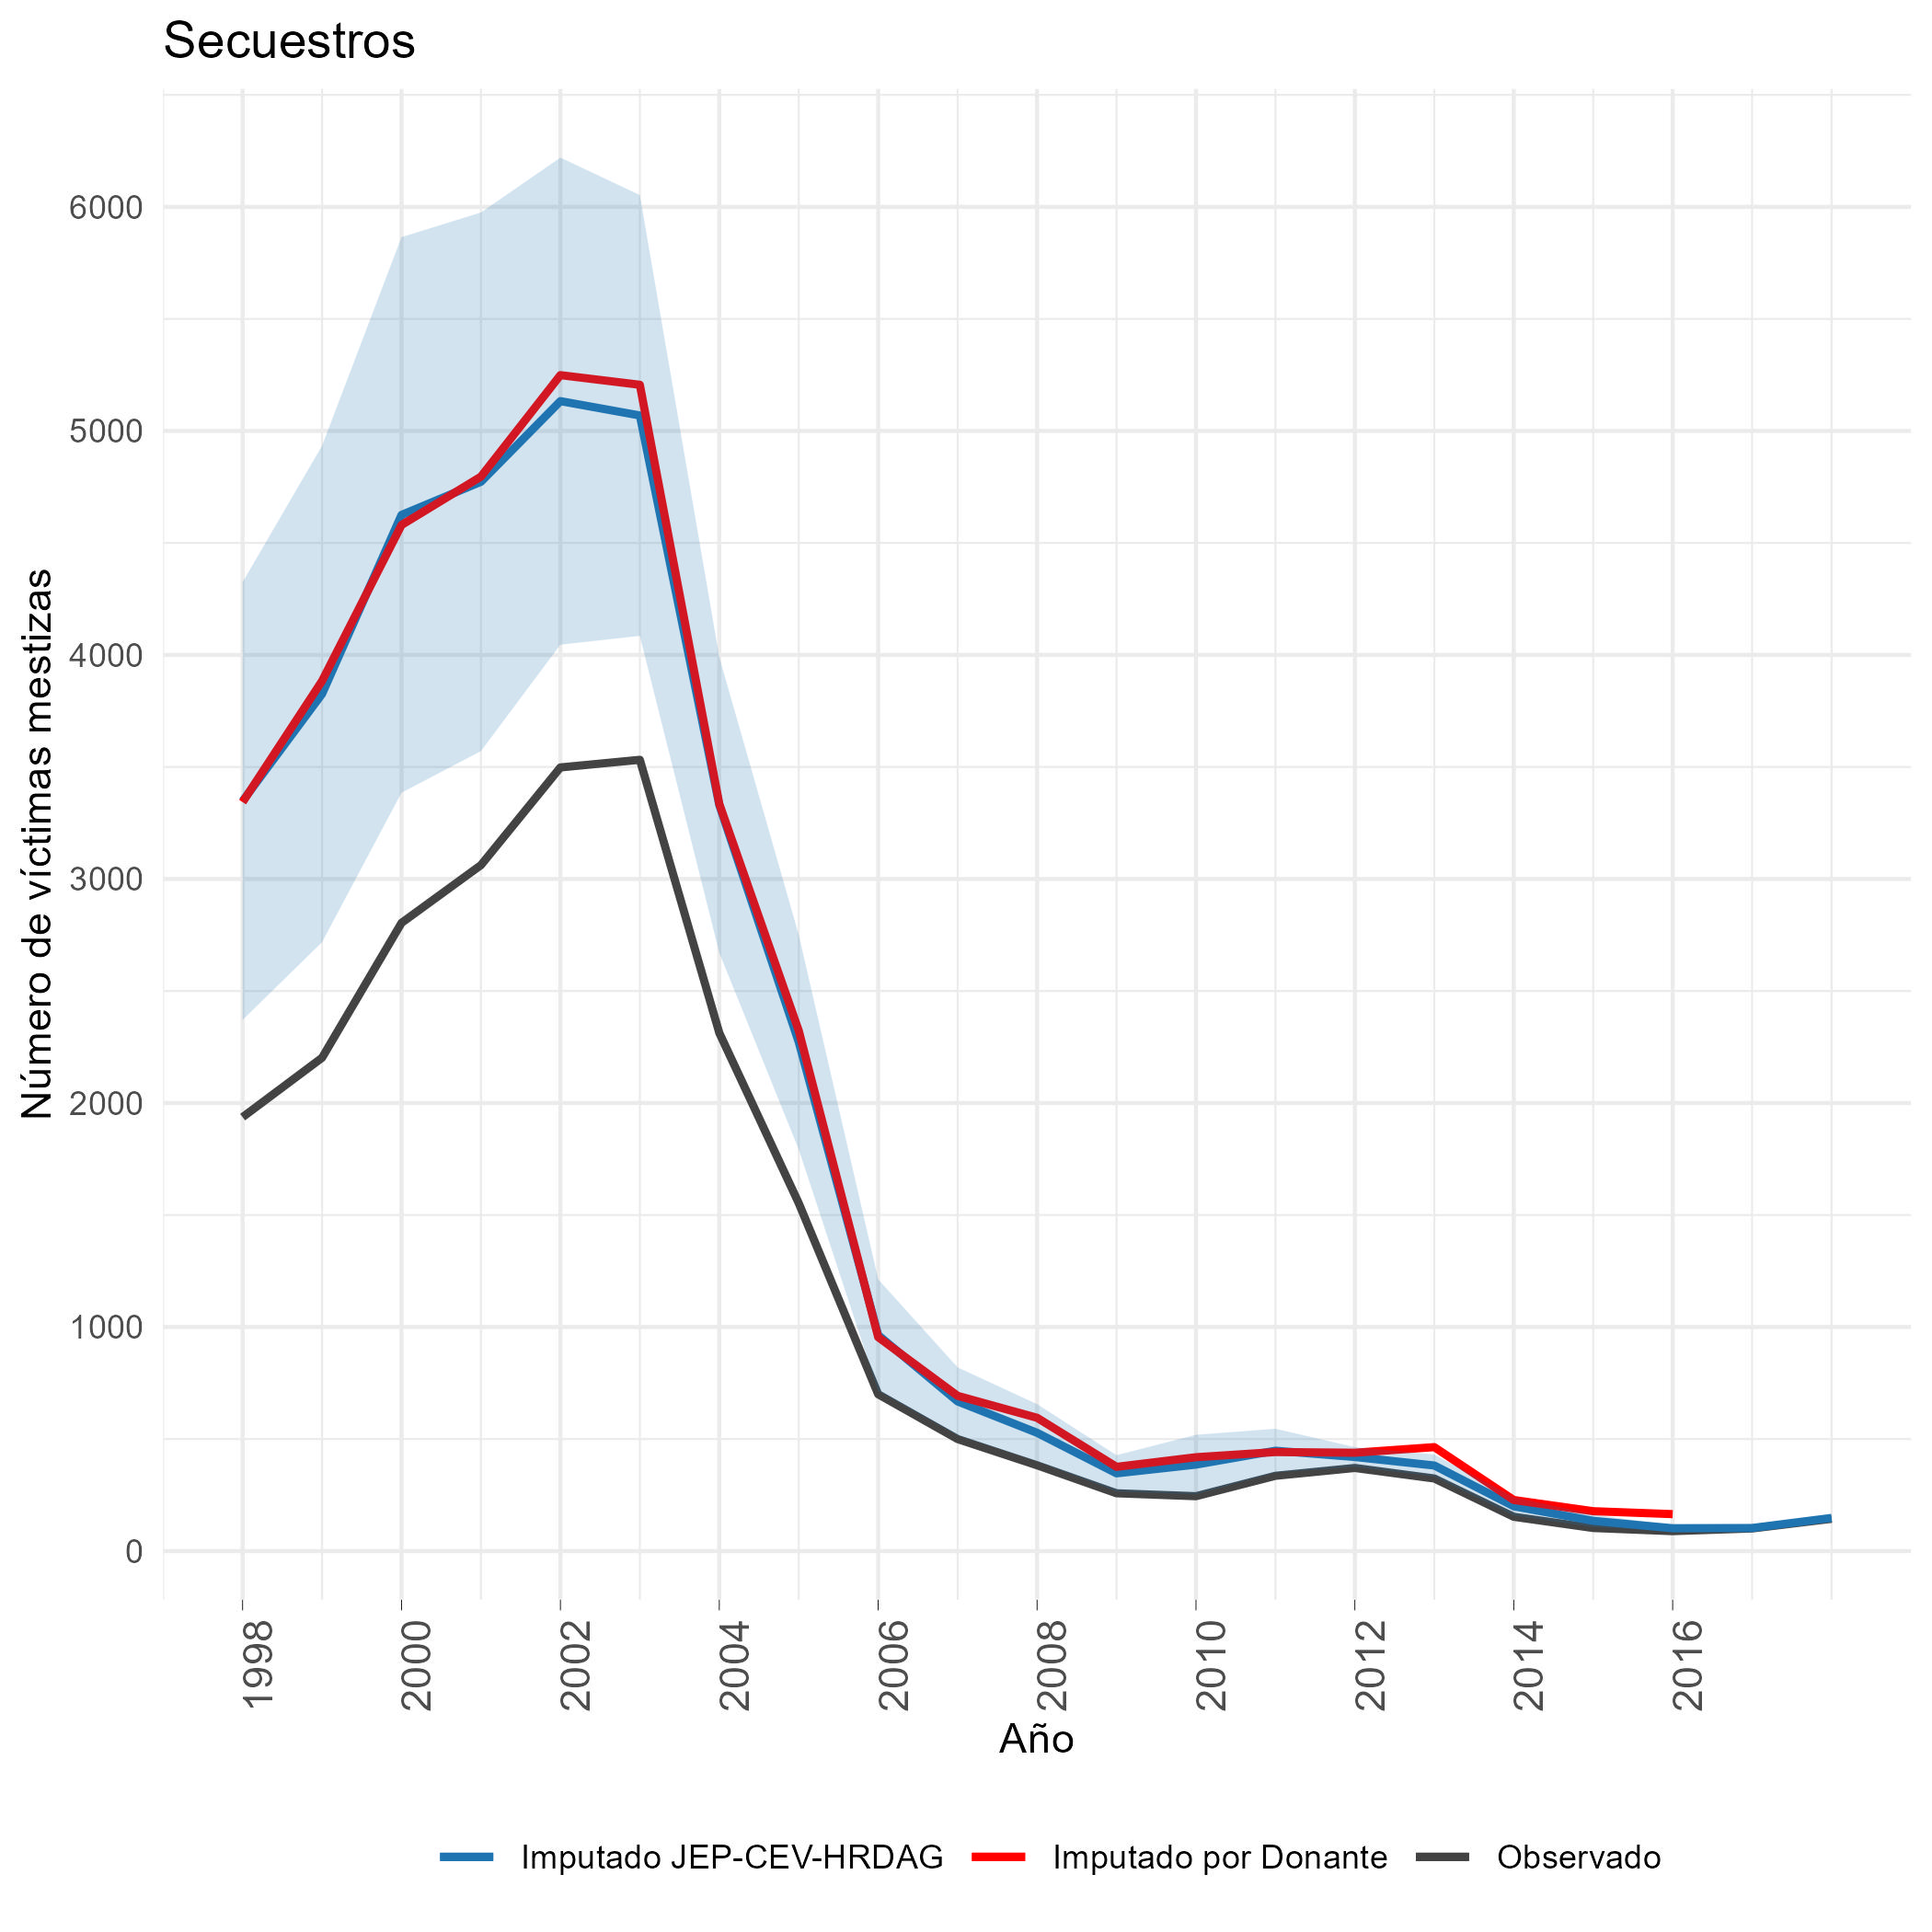 Secuestros
Número de víctimas mestizas
6000
5000
4000
3000
2000
1000
0
1998
2000
2002
2004
2006
2008
2010
2012
2014
2016
Año
Imputado JEP-CEV-HRDAG
Imputado por Donante
Observado